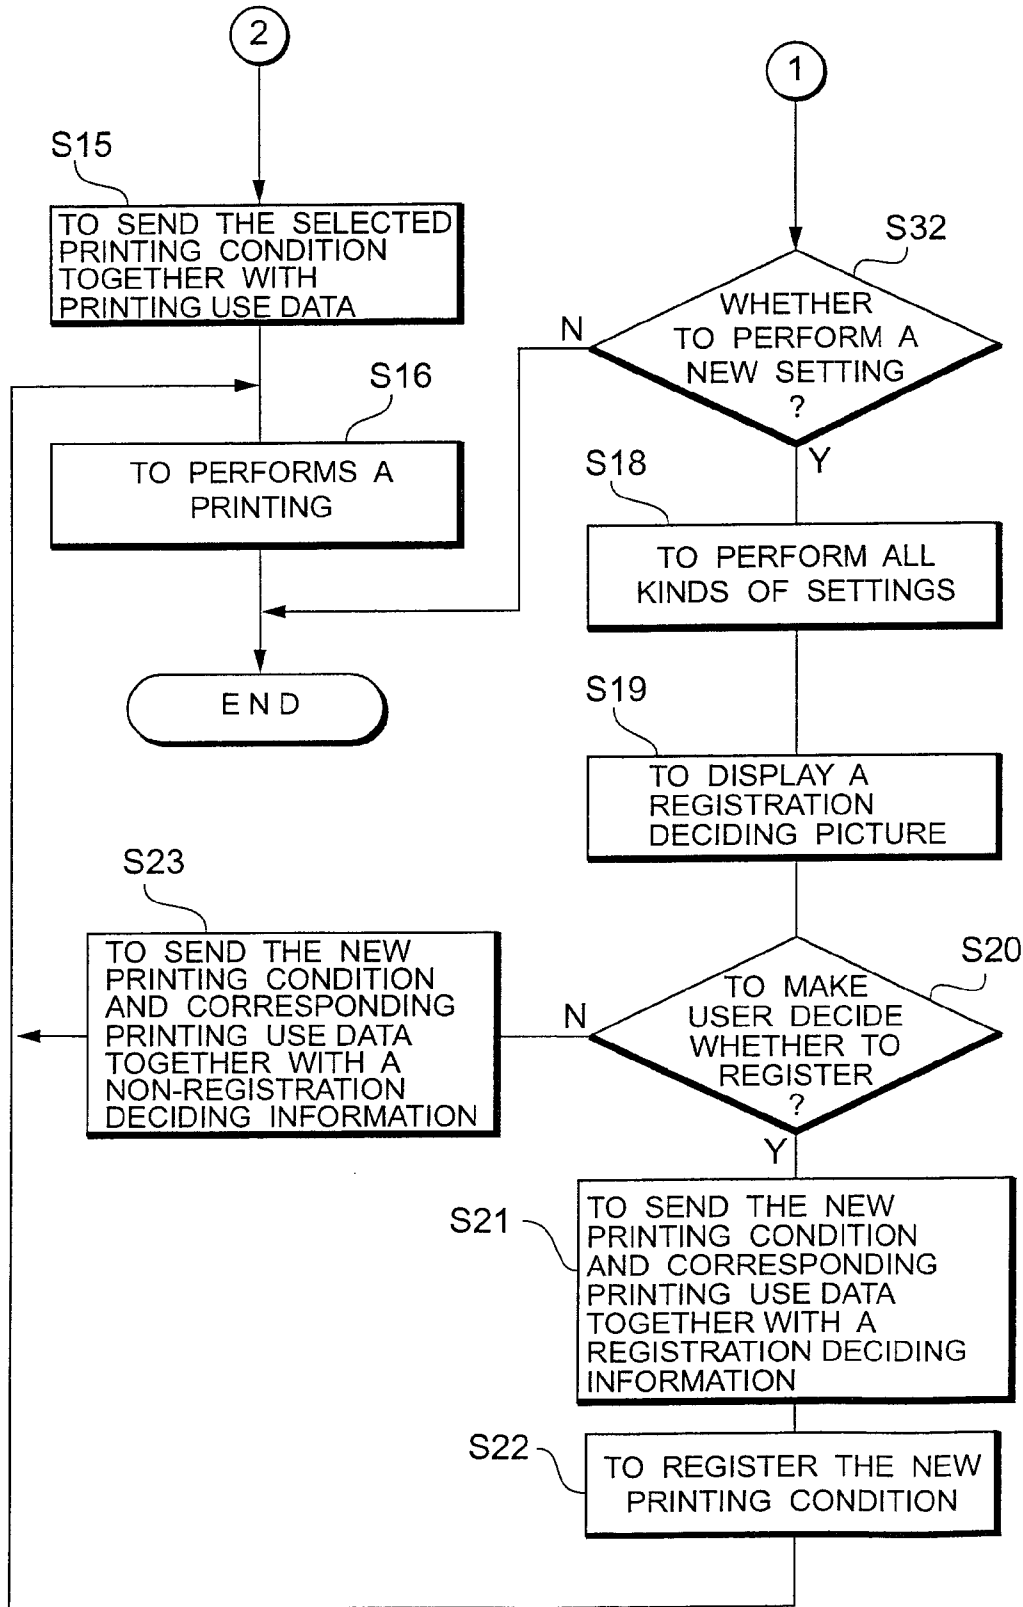 2
S15
TO SEND THE SELECTED
PRINTING CONDITION
TOGETHER WITH
PRINTING USE DATA
S16
TO PERFORMS A
PRINTING
END
1
S32
WHETHER
TO PERFORM A
NEW SETTING
?
N
Y
S18
TO PERFORM ALL
KINDS OF SETTINGS
S19
TO DISPLAY A
REGISTRATION
DECIDING PICTURE
S20
TO MAKE
USER DECIDE
WHETHER TO
REGISTER
?
N
Y
S23
TO SEND THE NEW
PRINTING CONDITION
AND CORRESPONDING
PRINTING USE DATA
TOGETHER WITH A
NON-REGISTRATION
DECIDING INFORMATION
S21
TO SEND THE NEW
PRINTING CONDITION
AND CORRESPONDING
PRINTING USE DATA
TOGETHER WITH A
REGISTRATION DECIDING
INFORMATION
S22
TO REGISTER THE NEW
PRINTING CONDITION